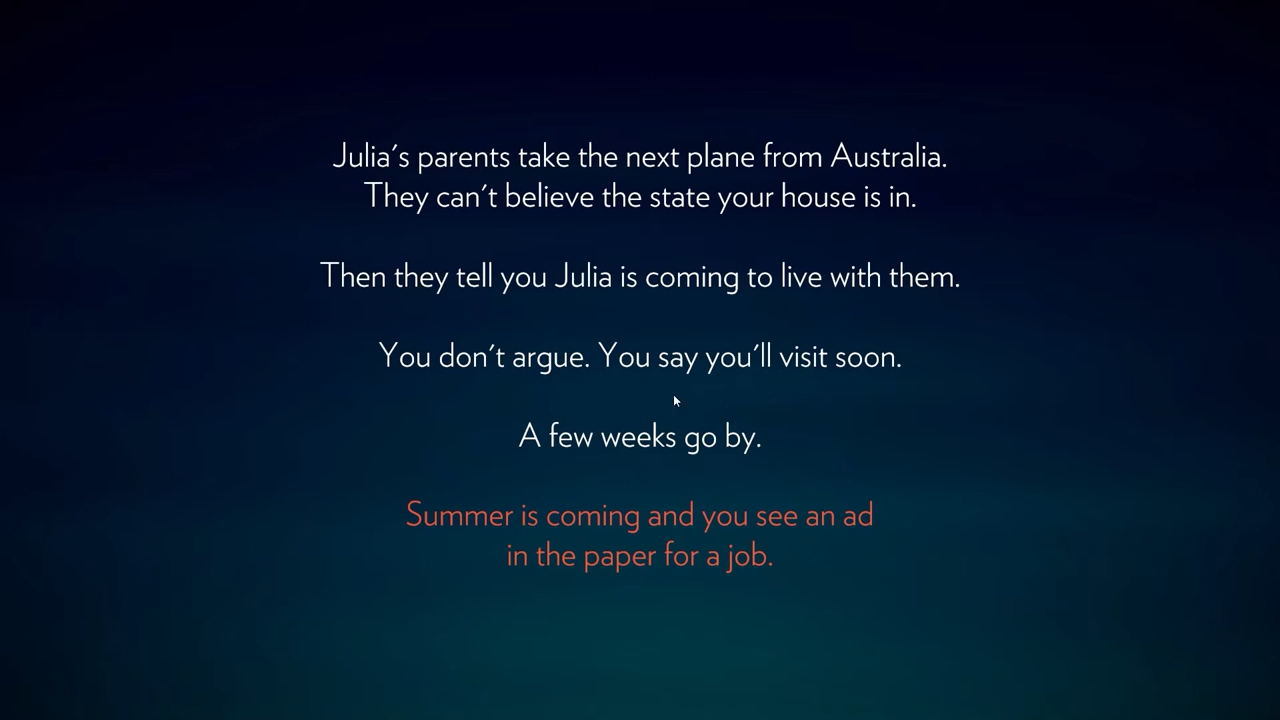 Julia's parents take the next plane from Australia.
They can't believe the state your house is in.
Then they tell you Julia is coming to live with them.
You don't argue. You say you'll visit soon.
A few weeks go by.
Summer is coming and you see an ad
in the paper for a job.